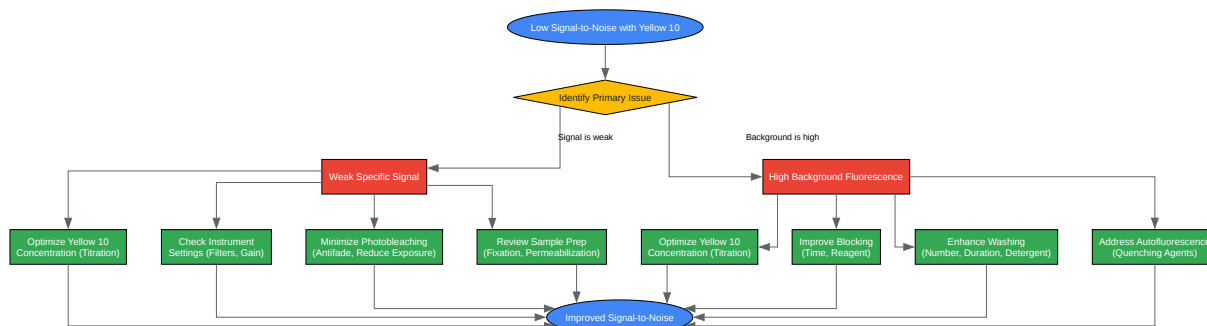 Low Signal-to-Noise with Yellow 10
Identify Primary Issue
Signal is weak
Background is high
Weak Specific Signal
High Background Fluorescence
Optimize Yellow 10
Concentration (Titration)
Check Instrument
Settings (Filters, Gain)
Minimize Photobleaching
(Antifade, Reduce Exposure)
Review Sample Prep
(Fixation, Permeabilization)
Optimize Yellow 10
Concentration (Titration)
Improve Blocking
(Time, Reagent)
Enhance Washing
(Number, Duration, Detergent)
Address Autofluorescence
(Quenching Agents)
Improved Signal-to-Noise